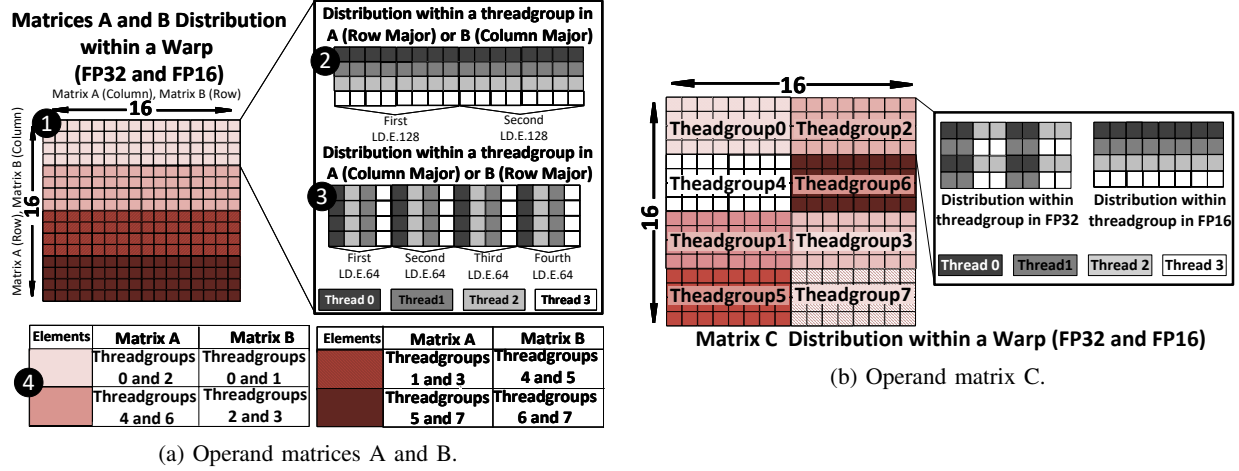 Matrices A and B Distribution
within a Warp
(FP32 and FP16)
Matrix A (Column), Matrix B (Row)
16
1
Matrix A (Row), Matrix B (Column)
16
Distribution within a threadgroup in
A (Row Major) or B (Column Major)
2
First
LD.E.128
Second
LD.E.128
Distribution within a threadgroup in
A (Column Major) or B (Row Major)
3
First
LD.E.64
Second
LD.E.64
Third
LD.E.64
Fourth
LD.E.64
Thread 0
Thread1
Thread 2
Thread 3
4
Elements Matrix A Matrix B
Threadgroups
0 and 2
Threadgroups
0 and 1
Threadgroups
4 and 6
Threadgroups
2 and 3
Elements Matrix A Matrix B
Threadgroups
1 and 3
Threadgroups
4 and 5
Threadgroups
5 and 7
Threadgroups
6 and 7
(a) Operand matrices A and B.
16
16
Theadgroup0
Theadgroup2
Theadgroup4
Theadgroup6
Theadgroup1
Theadgroup3
Theadgroup5
Theadgroup7
Distribution within
threadgroup in FP32
Distribution within
threadgroup in FP16
Thread 0
Thread1
Thread 2
Thread 3
Matrix C Distribution within a Warp (FP32 and FP16)
(b) Operand matrix C.